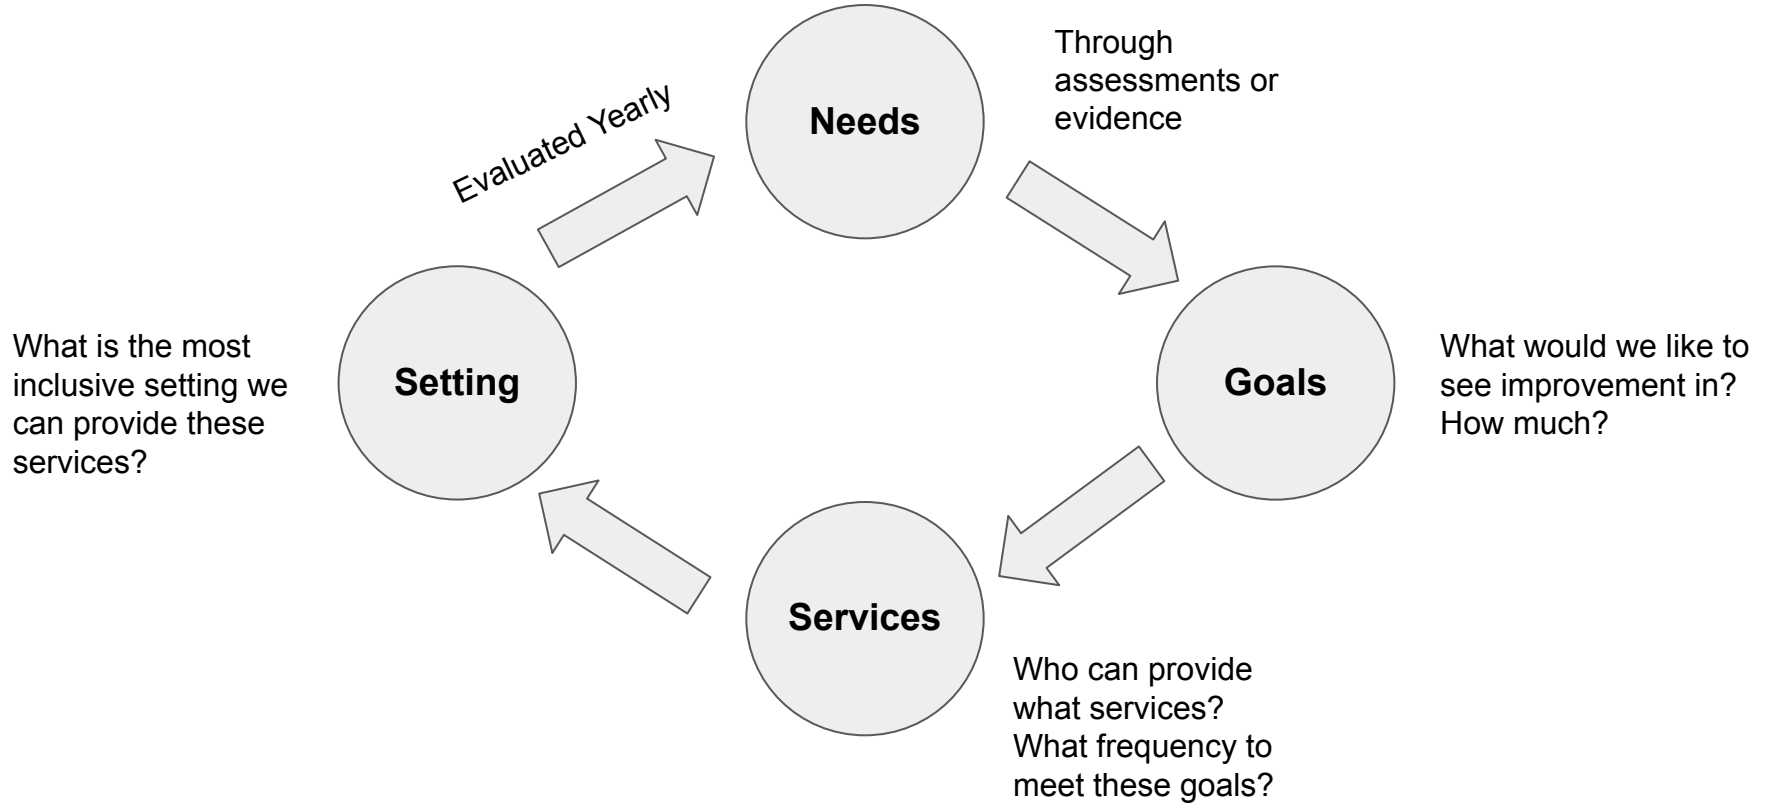 Needs
Through
assessments or
evidence
Evaluated Yearly
Goals
What would we like to
see improvement in?
How much?
Services
Who can provide
what services?
What frequency to
meet these goals?
Setting
What is the most
inclusive setting we
can provide these
services?